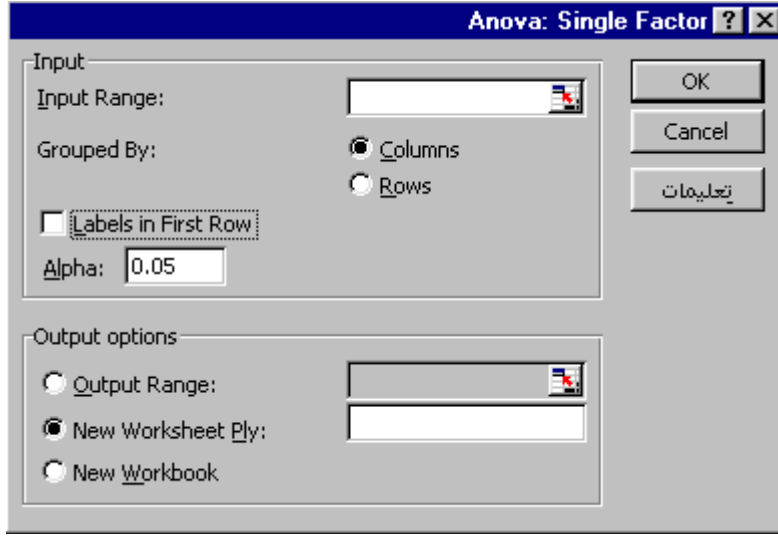 Anova: Single Factor
Input
Input Range:
Grouped By:
Columns
Rows
Labels in First Row
Alpha: 0.05
OK
Cancel
تعليمات
Output options
Output Range:
New Worksheet Ply:
New Workbook